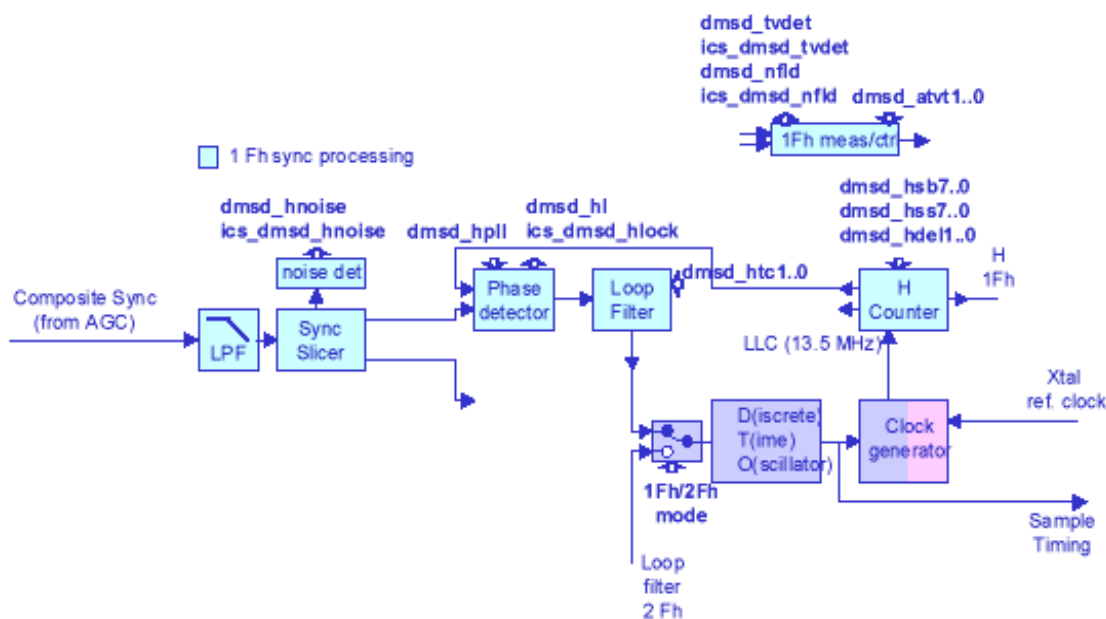 dmsd_tvdet
ics_dmsd_tvdet
dmsd_nfld
ics_dmsd_nfld
dmsd_atvt1..0
1Fh meas/ctr
1 Fh sync processing
dmsd_hnoise
ics_dmsd_hnoise
dmsd_hpll
dmsd_hl
ics_dmsd_hlock
dmsd_hsb7..0
dmsd_hss7..0
dmsd_hdel1..0
noise det
Phase
detector
Loop
Filter
dmsd_htc1..0
H
Counter
H
1Fh
Composite Sync
(from AGC)
LPF
Sync
Slicer
LLC (13.5 MHz)
Xtal
ref. clock
D(iscrete)
T(ime)
O(scillator)
Clock
generator
1Fh/2Fh
mode
Sample
Timing
Loop
filter
2 Fh